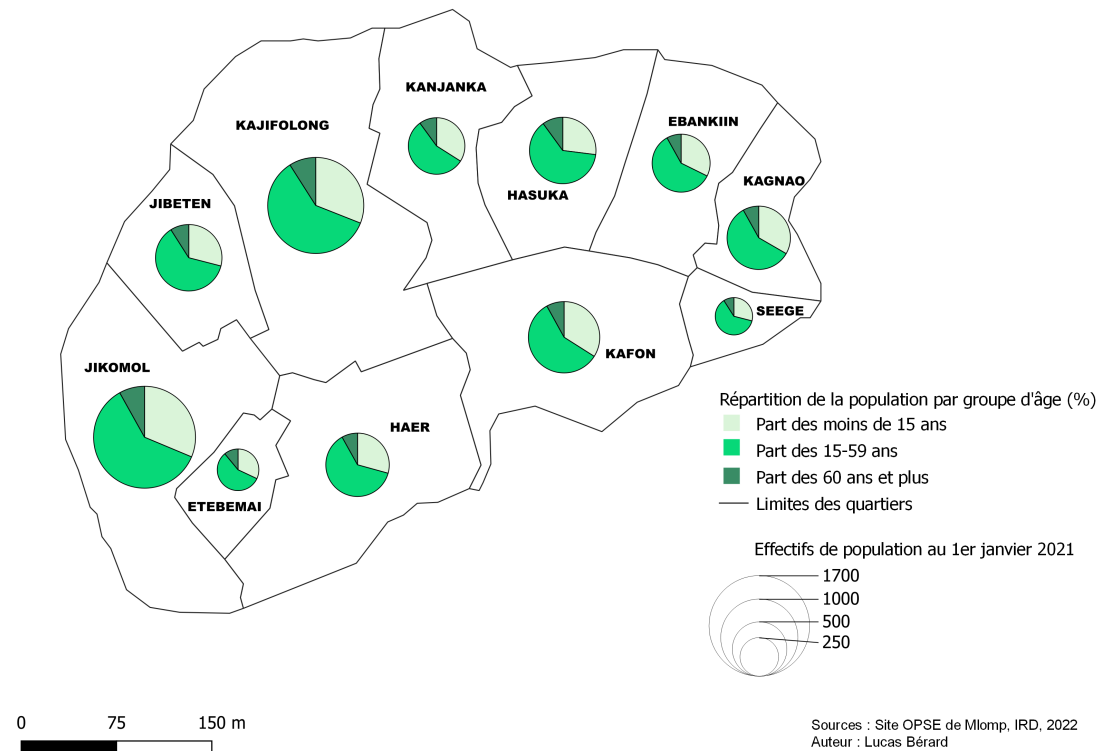 KANJANKA
KAJIFOLONG
EBANKIIN
KAGNAO
HASUKA
JIBETEN
SEEGE
KAFON
JIKOMOL
HAER
ETEBEMAI
Répartition de la population par groupe d'âge (%)
Part des moins de 15 ans
Part des 15-59 ans
Part des 60 ans et plus
Limites des quartiers
Effectifs de population au 1er janvier 2021
1700
1000
500
250
0 75 150 m
Sources : Site OPSE de Mlomp, IRD, 2022
Auteur : Lucas Bérard